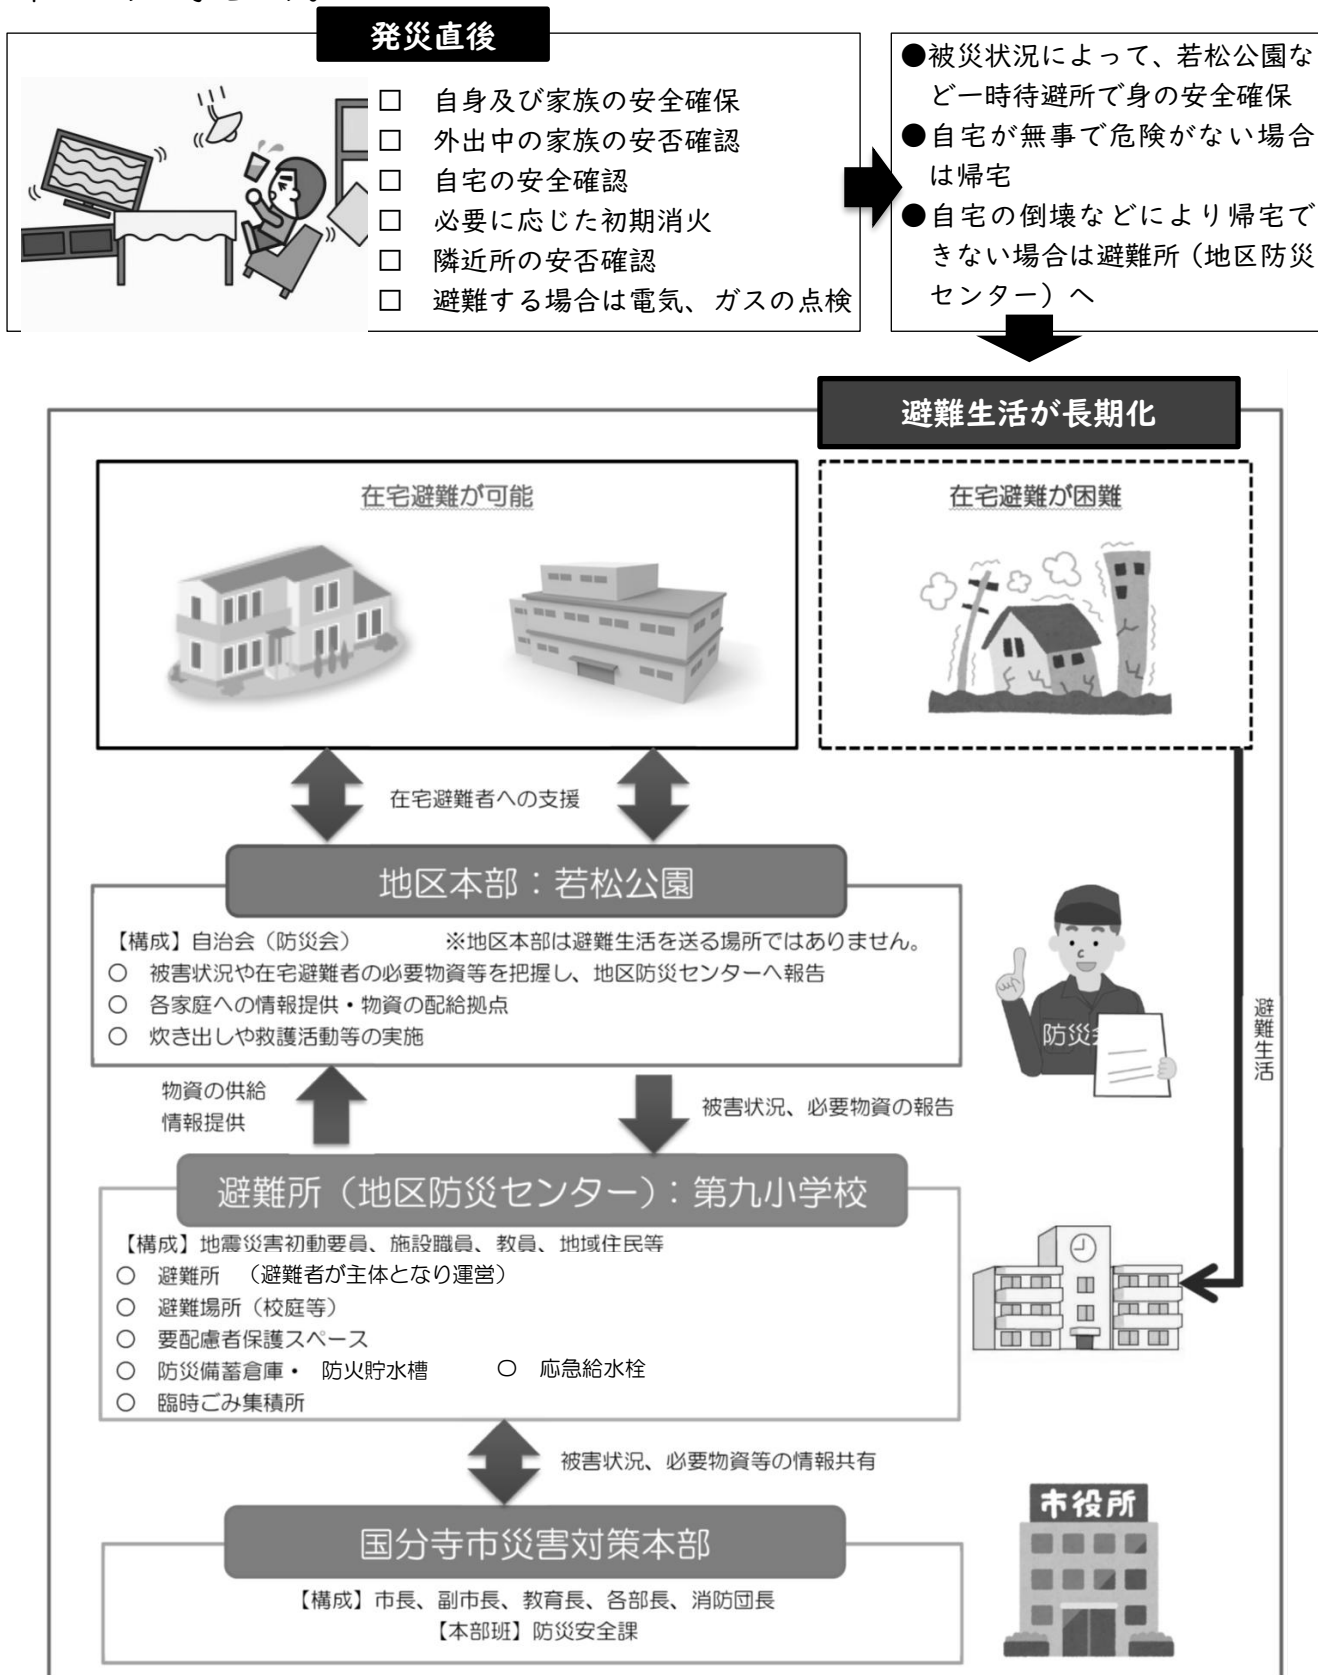 発災直後
□ 自身及び家族の安全確保
□ 外出中の家族の安否確認
□ 自宅の安全確認
□ 必要に応じた初期消火
□ 隣近所の安否確認
□ 避難する場合は電気、ガスの点検
●被災状況によって、若松公園な
ど一時待避所で身の安全確保
●自宅が無事で危険がない場合
は帰宅
●自宅の倒壊などにより帰宅で
きない場合は避難所（地区防災
センター）へ
避難生活が長期化
在宅避難が可能
在宅避難が困難
在宅避難者への支援
地区本部：若松公園
【構成】自治会（防災会） ※地区本部は避難生活を送る場所ではありません。
○ 被害状況や在宅避難者の必要物資等を把握し、地区防災センターへ報告
○ 各家庭への情報提供・物資の配給拠点
○ 炊き出しや救護活動等の実施
防災会
避難生活
物資の供給
情報提供
被害状況、必要物資の報告
避難所（地区防災センター）：第九小学校
【構成】地震災害初動要員、施設職員、教員、地域住民等
○ 避難所 （避難者が主体となり運営）
○ 避難場所（校庭等）
○ 要配慮者保護スペース
○ 防災備蓄倉庫・ 防火貯水槽 ○ 応急給水栓
○ 臨時ごみ集積所
被害状況、必要物資等の情報共有
国分寺市災害対策本部
【構成】市長、副市長、教育長、各部長、消防団長
【本部班】防災安全課
市役所